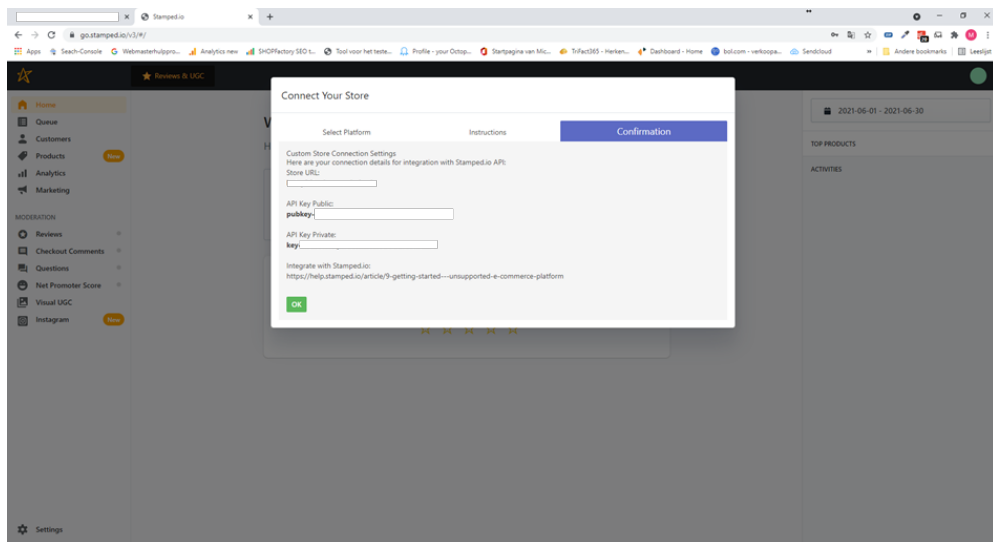 Stamped.io
go.stamped.io/v3/#/
Apps
Seach-Console
Webmasterhulppro...
Analytics new
SHOPFactory SEO t...
Tool voor het teste...
Profile - your Octop...
Startpagina van Mic...
TriFact365 - Herken...
Dashboard - Home
bol.com - verkoopa...
Sendcloud
»
Andere bookmarks
Leeslijst
Reviews & UGC
Home
Queue
Customers
Products New
Analytics
Marketing
MODERATION
Reviews
Checkout Comments
Questions
Net Promoter Score
Visual UGC
Instagram New
Settings
W
H
Connect Your Store
Select Platform
Instructions
Confirmation
Custom Store Connection Settings
Here are your connection details for integration with Stamped.io API:
Store URL:
API Key Public:
pubkey-
API Key Private:
key
Integrate with Stamped.io:
https://help.stamped.io/article/9-getting-started---unsupported-e-commerce-platform
OK
2021-06-01 - 2021-06-30
TOP PRODUCTS
ACTIVITIES